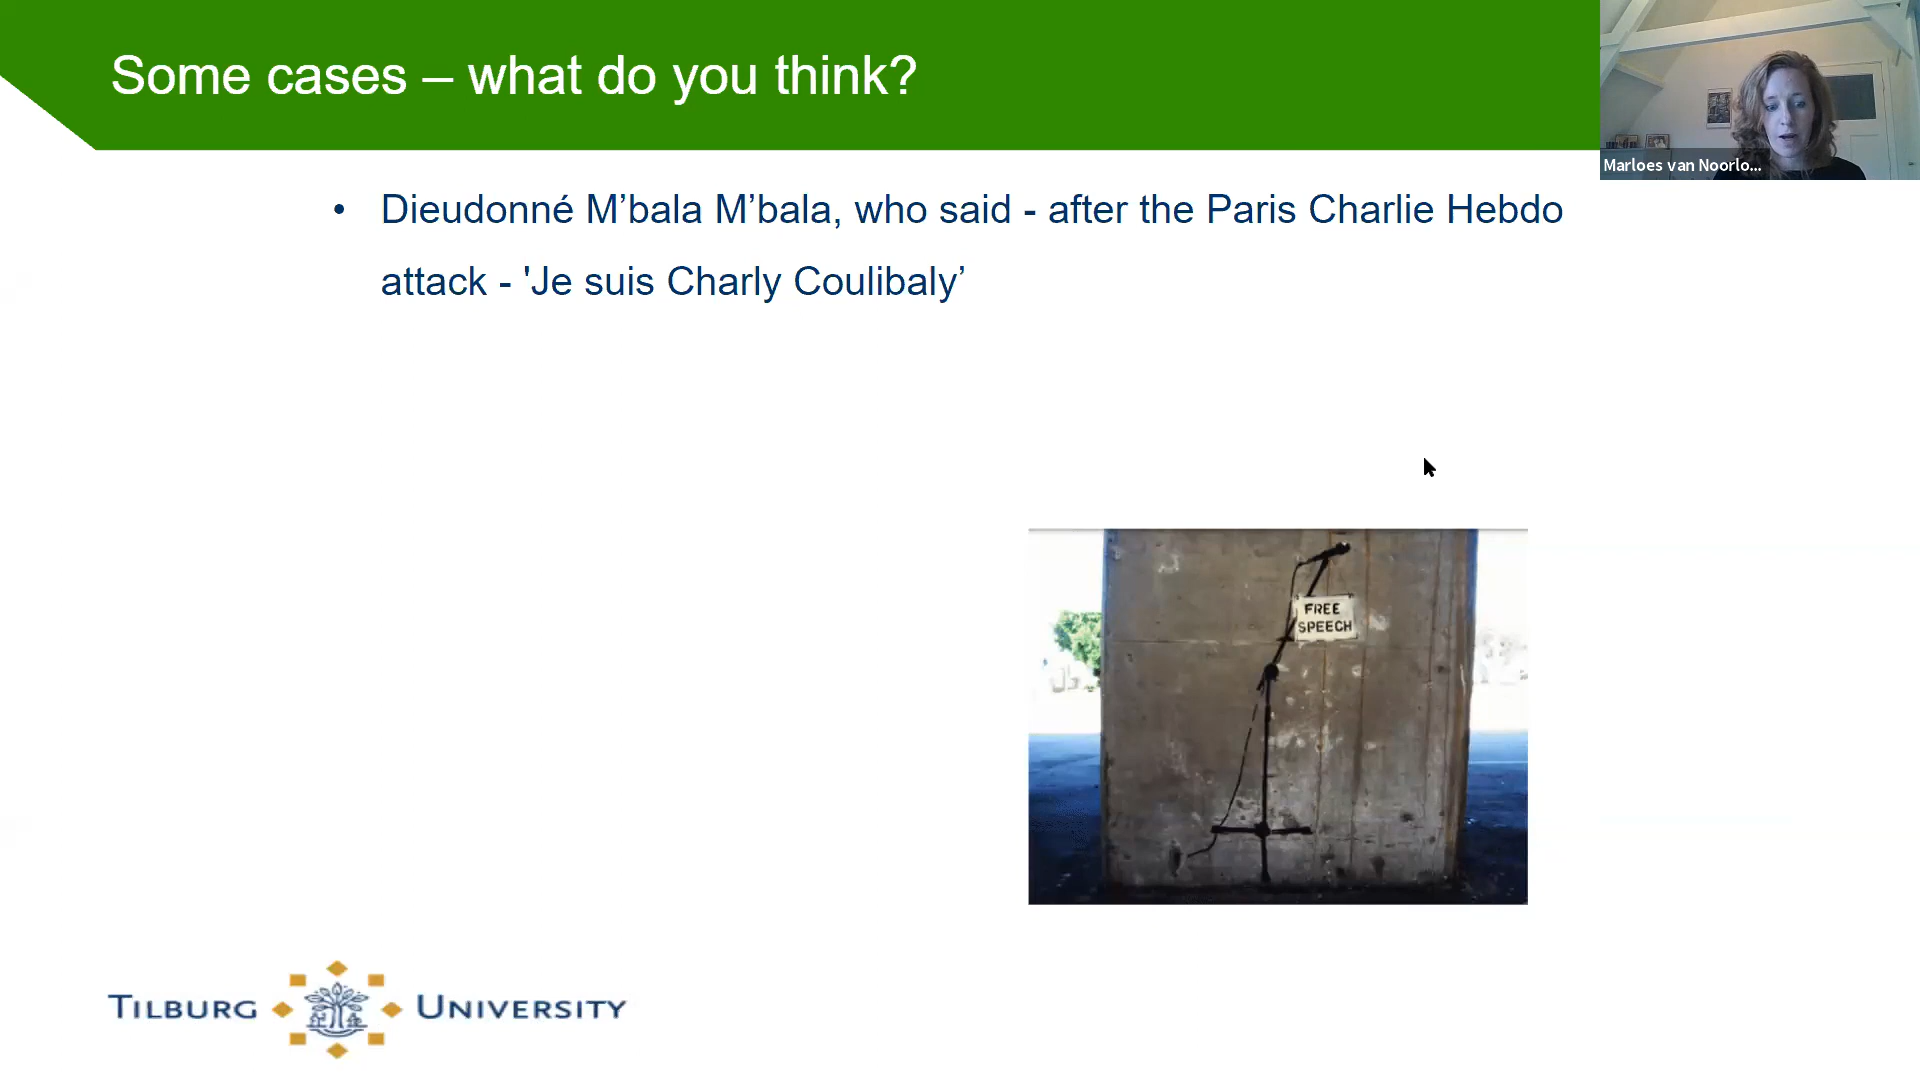 Some cases – what do you think?
Marloes van Noorlo...
• Dieudonné M’bala M’bala, who said - after the Paris Charlie Hebdo
attack - 'Je suis Charly Coulibaly’
FREE
SPEECH
TILBURG UNIVERSITY